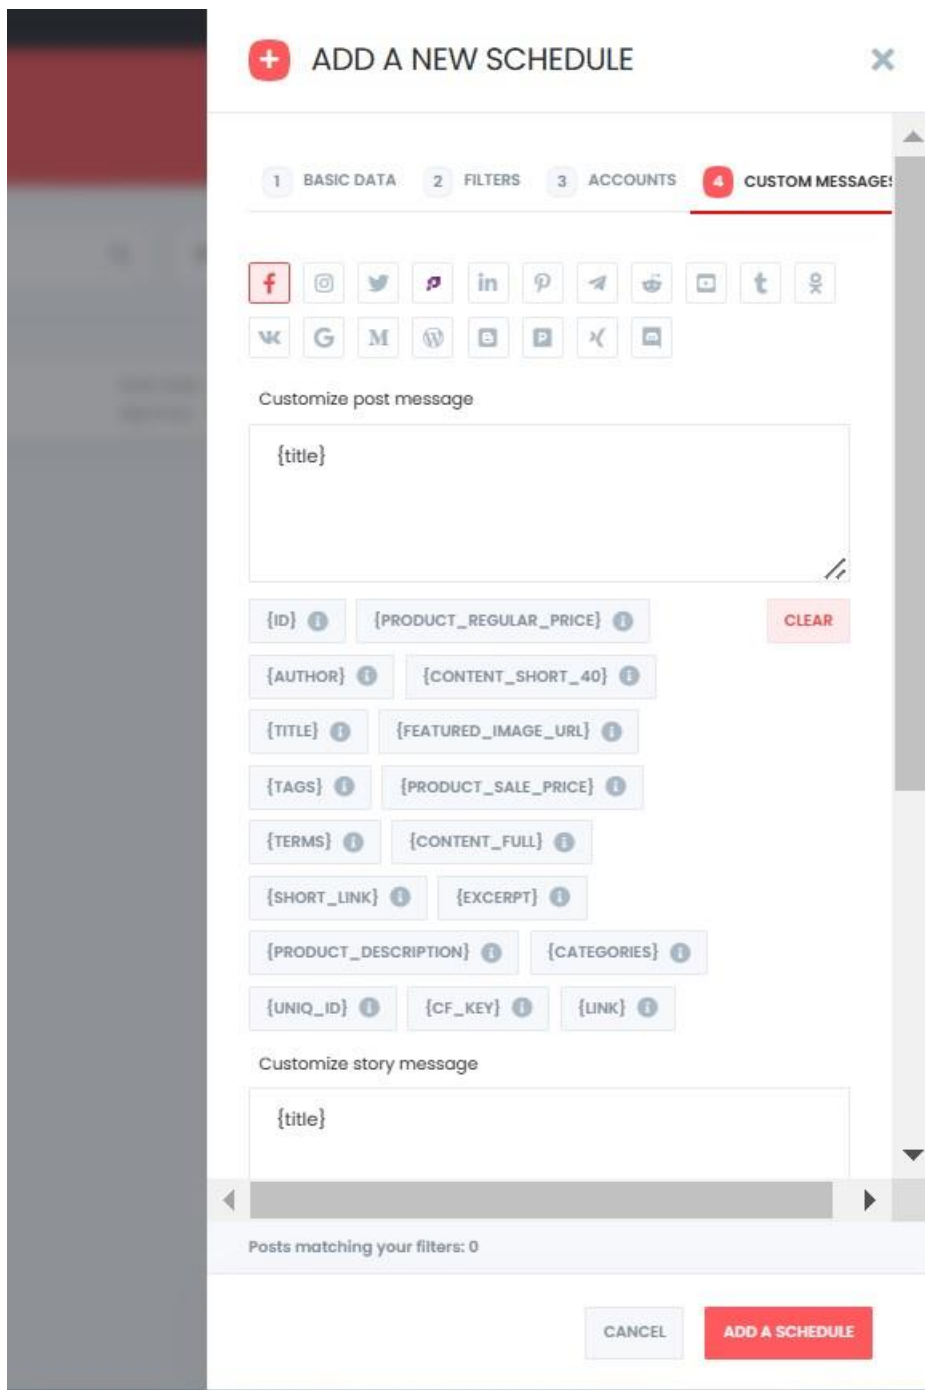 ADD A NEW SCHEDULE
1 BASIC DATA 2 FILTERS 3 ACCOUNTS 4 CUSTOM MESSAGES
Customize post message
{title}
{ID} {PRODUCT_REGULAR_PRICE} CLEAR
{AUTHOR} {CONTENT_SHORT_40}
{TITLE} {FEATURED_IMAGE_URL}
{TAGS} {PRODUCT_SALE_PRICE}
{TERMS} {CONTENT_FULL}
{SHORT_LINK} {EXCERPT}
{PRODUCT_DESCRIPTION} {CATEGORIES}
{UNIQ_ID} {CF_KEY} {LINK}
Customize story message
{title}
Posts matching your filters: 0
CANCEL ADD A SCHEDULE